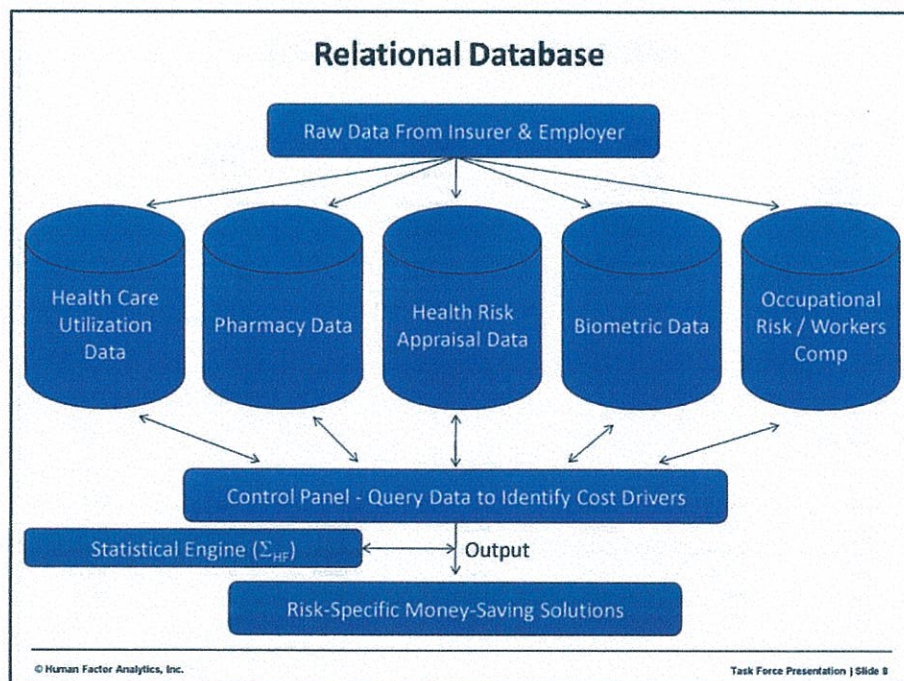 Relational Database
Raw Data From Insurer & Employer
Health Care
Utilization
Data
Pharmacy Data
Health Risk
Appraisal Data
Biometric Data
Occupational
Risk / Workers
Comp
Control Panel - Query Data to Identify Cost Drivers
Statistical Engine (Σ_HF)
Output
Risk-Specific Money-Saving Solutions
© Human Factor Analytics, Inc.
Task Force Presentation | Slide 8